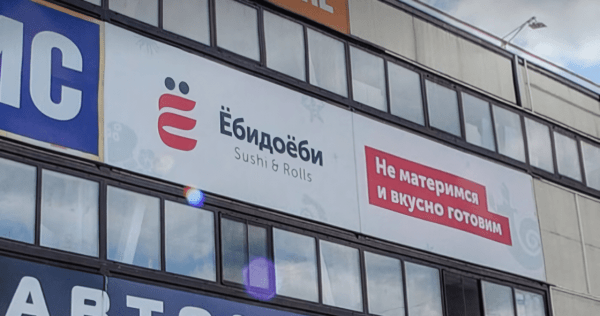 МС
Ё
Ёбидоёби
Sushi & Rolls
Не материмся
и вкусно готовим
АВТО